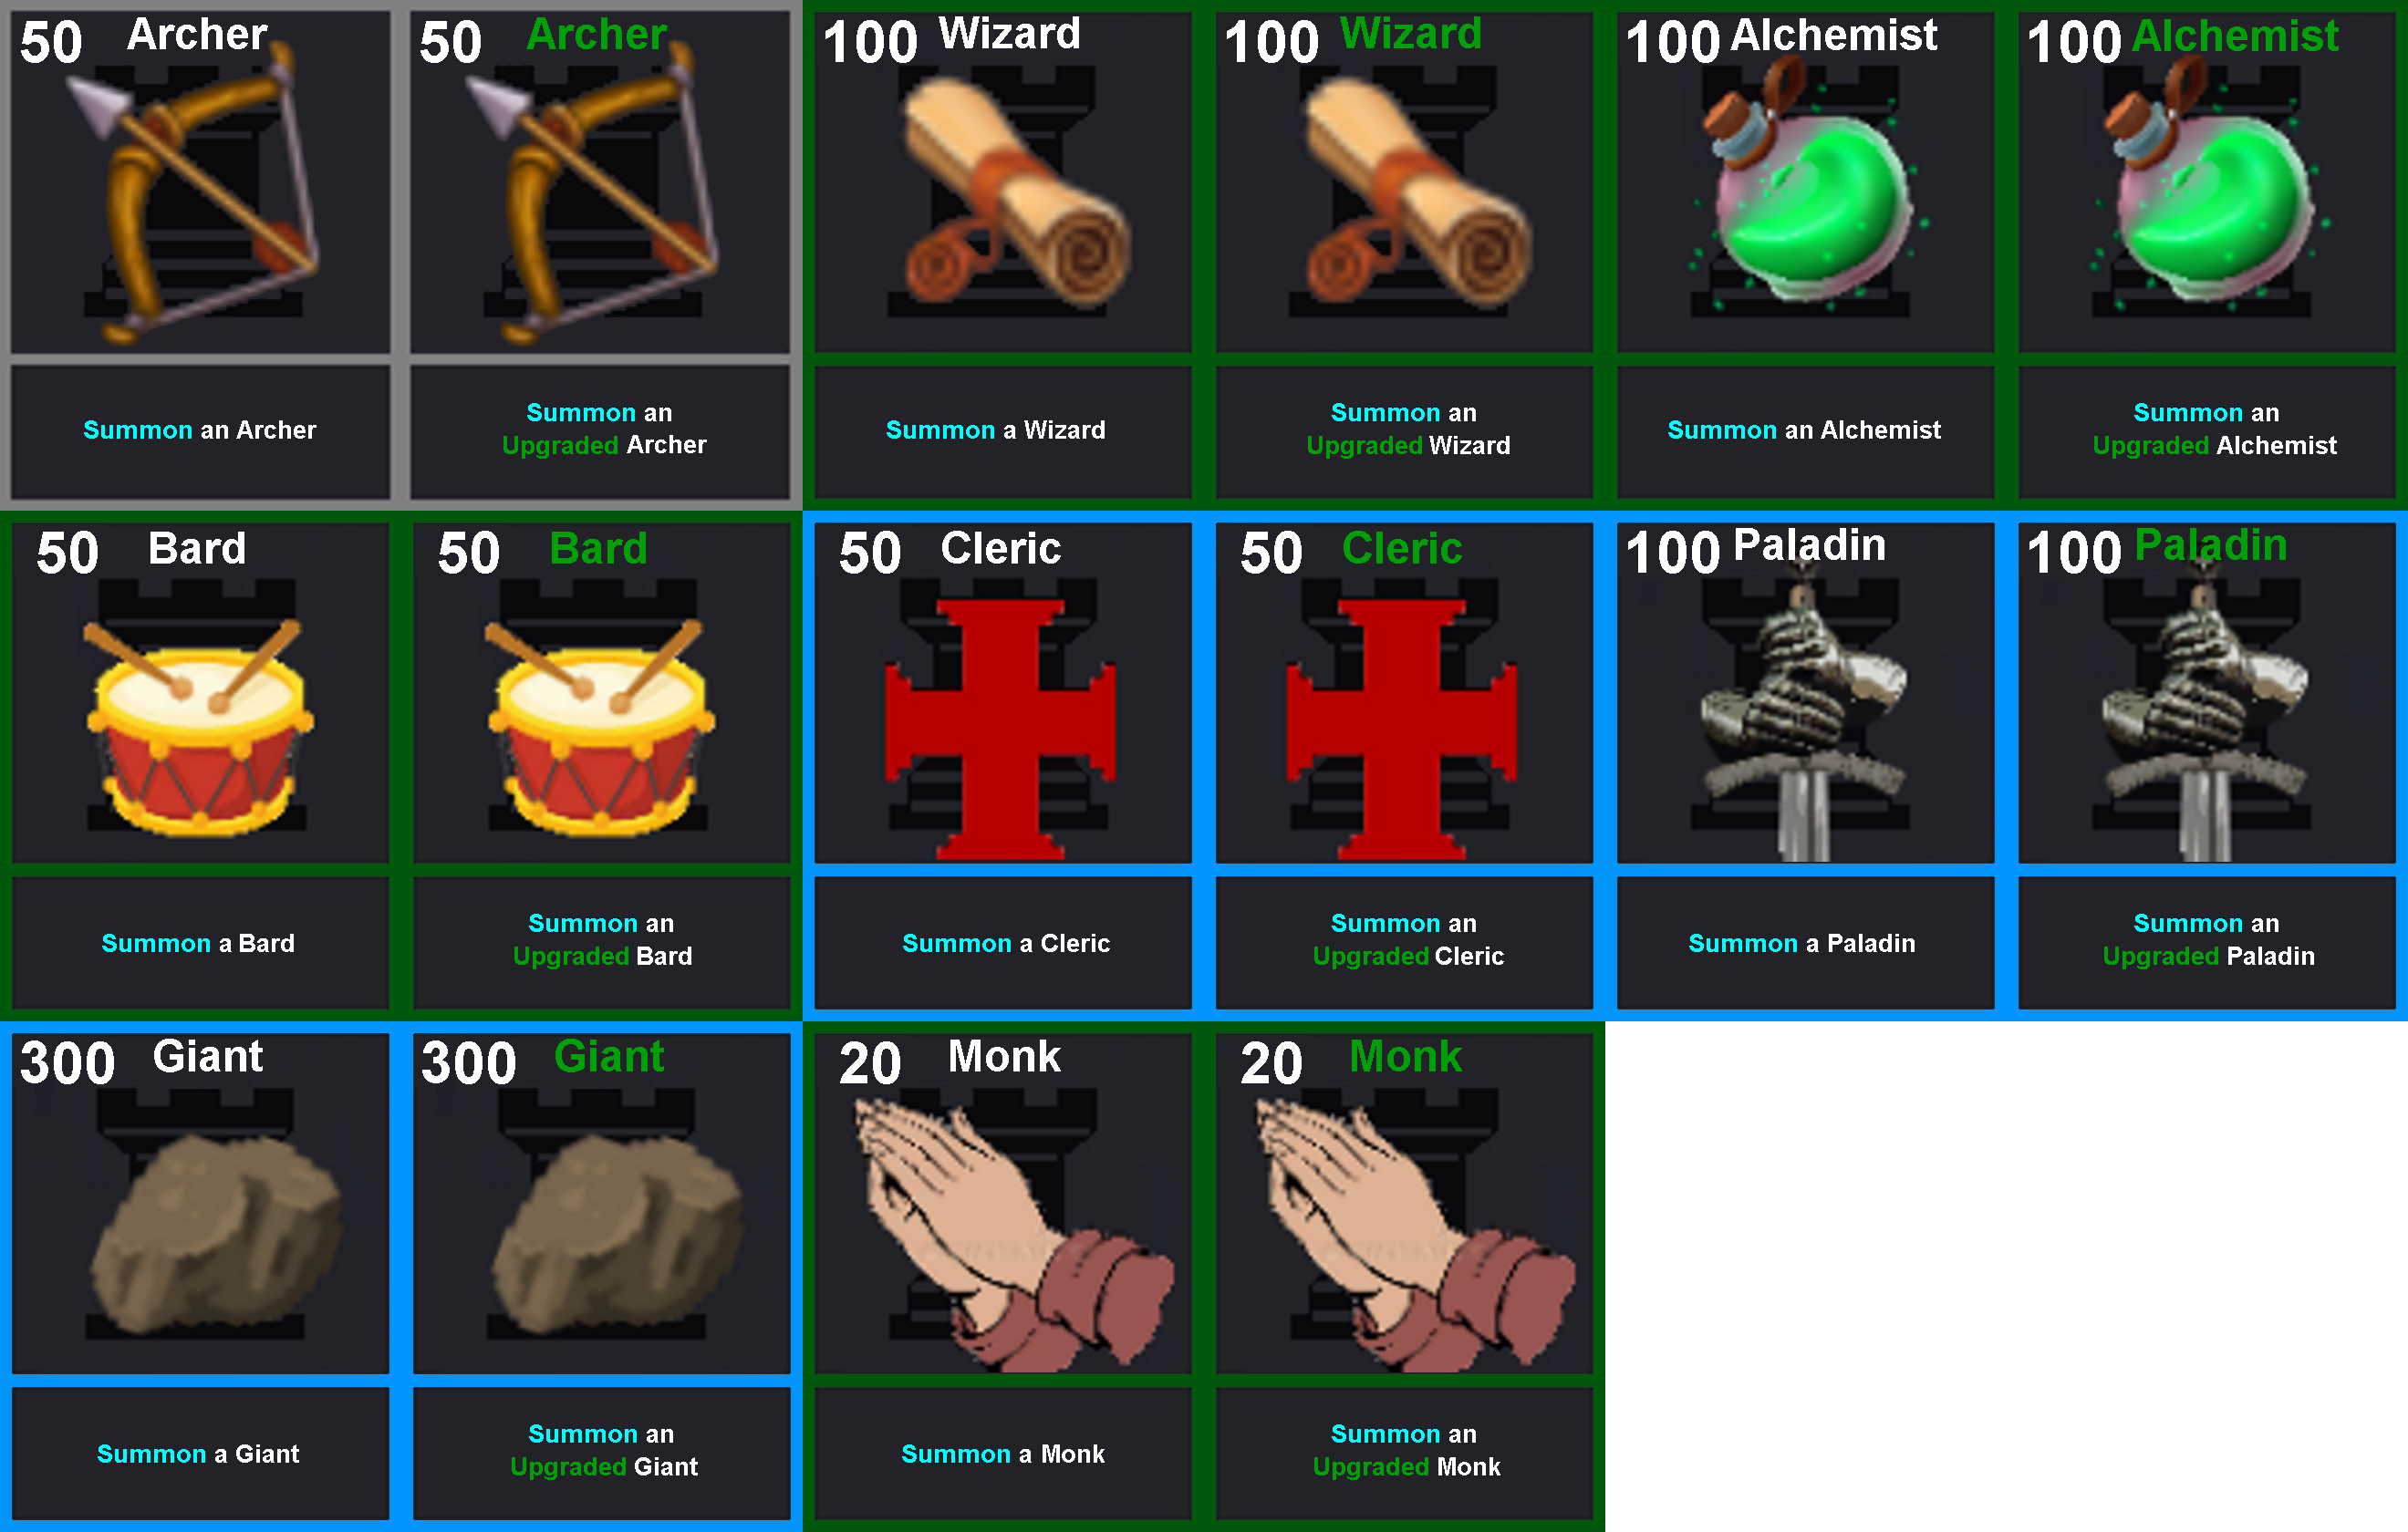 50 Archer
Summon an Archer
50 Archer
Summon an
Upgraded Archer
100 Wizard
Summon a Wizard
100 Wizard
Summon an
Upgraded Wizard
100 Alchemist
Summon an Alchemist
100 Alchemist
Summon an
Upgraded Alchemist
50 Bard
Summon a Bard
50 Bard
Summon an
Upgraded Bard
50 Cleric
Summon a Cleric
50 Cleric
Summon an
Upgraded Cleric
100 Paladin
Summon a Paladin
100 Paladin
Summon an
Upgraded Paladin
300 Giant
Summon a Giant
300 Giant
Summon an
Upgraded Giant
20 Monk
Summon a Monk
20 Monk
Summon an
Upgraded Monk